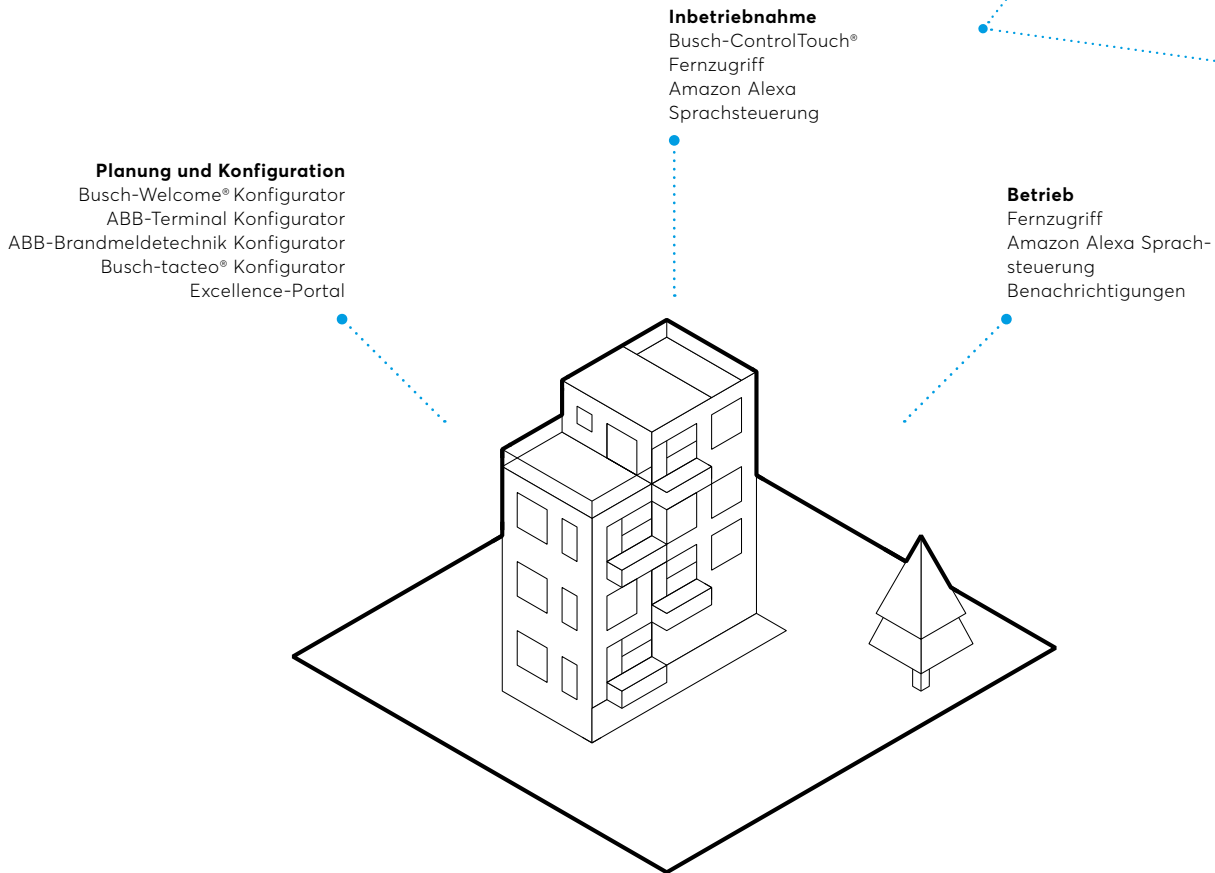 Inbetriebnahme
Busch-ControlTouch®
Fernzugriff
Amazon Alexa
Sprachsteuerung
Planung und Konfiguration
Busch-Welcome® Konfigurator
ABB-Terminal Konfigurator
ABB-Brandmeldetechnik Konfigurator
Busch-tacteo® Konfigurator
Excellence-Portal
Betrieb
Fernzugriff
Amazon Alexa Sprach-
steuerung
Benachrichtigungen